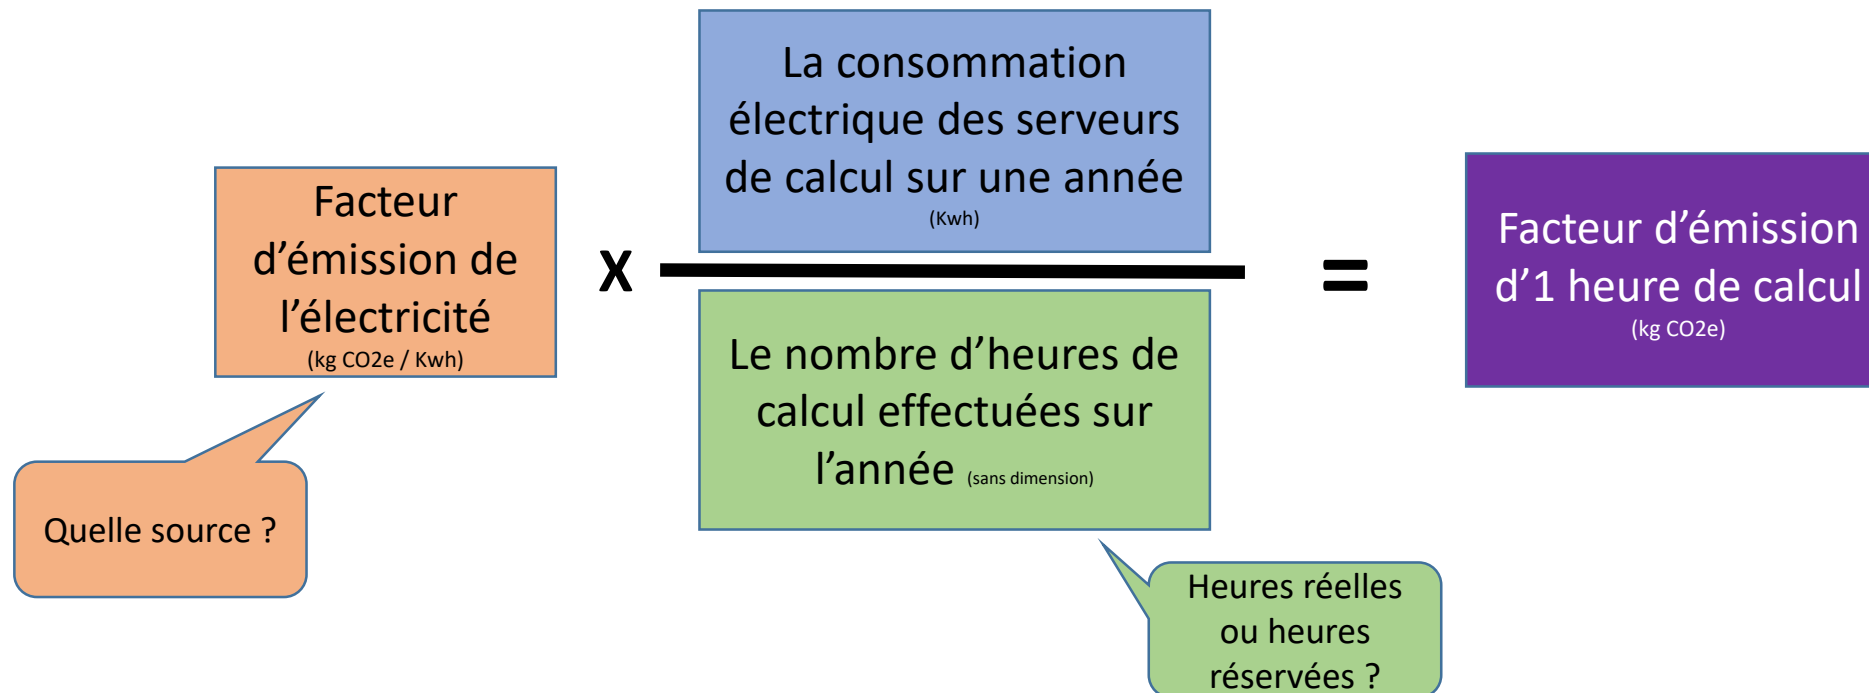 Facteur
d'émission de
l'électricité
(kg CO2e / Kwh)
Quelle source ?
x
La consommation
électrique des serveurs
de calcul sur une année
(Kwh)
Le nombre d'heures de
calcul effectuées sur
l'année (sans dimension)
Heures réelles
ou heures
réservées ?
=
Facteur d'émission
d'1 heure de calcul
(kg CO2e)